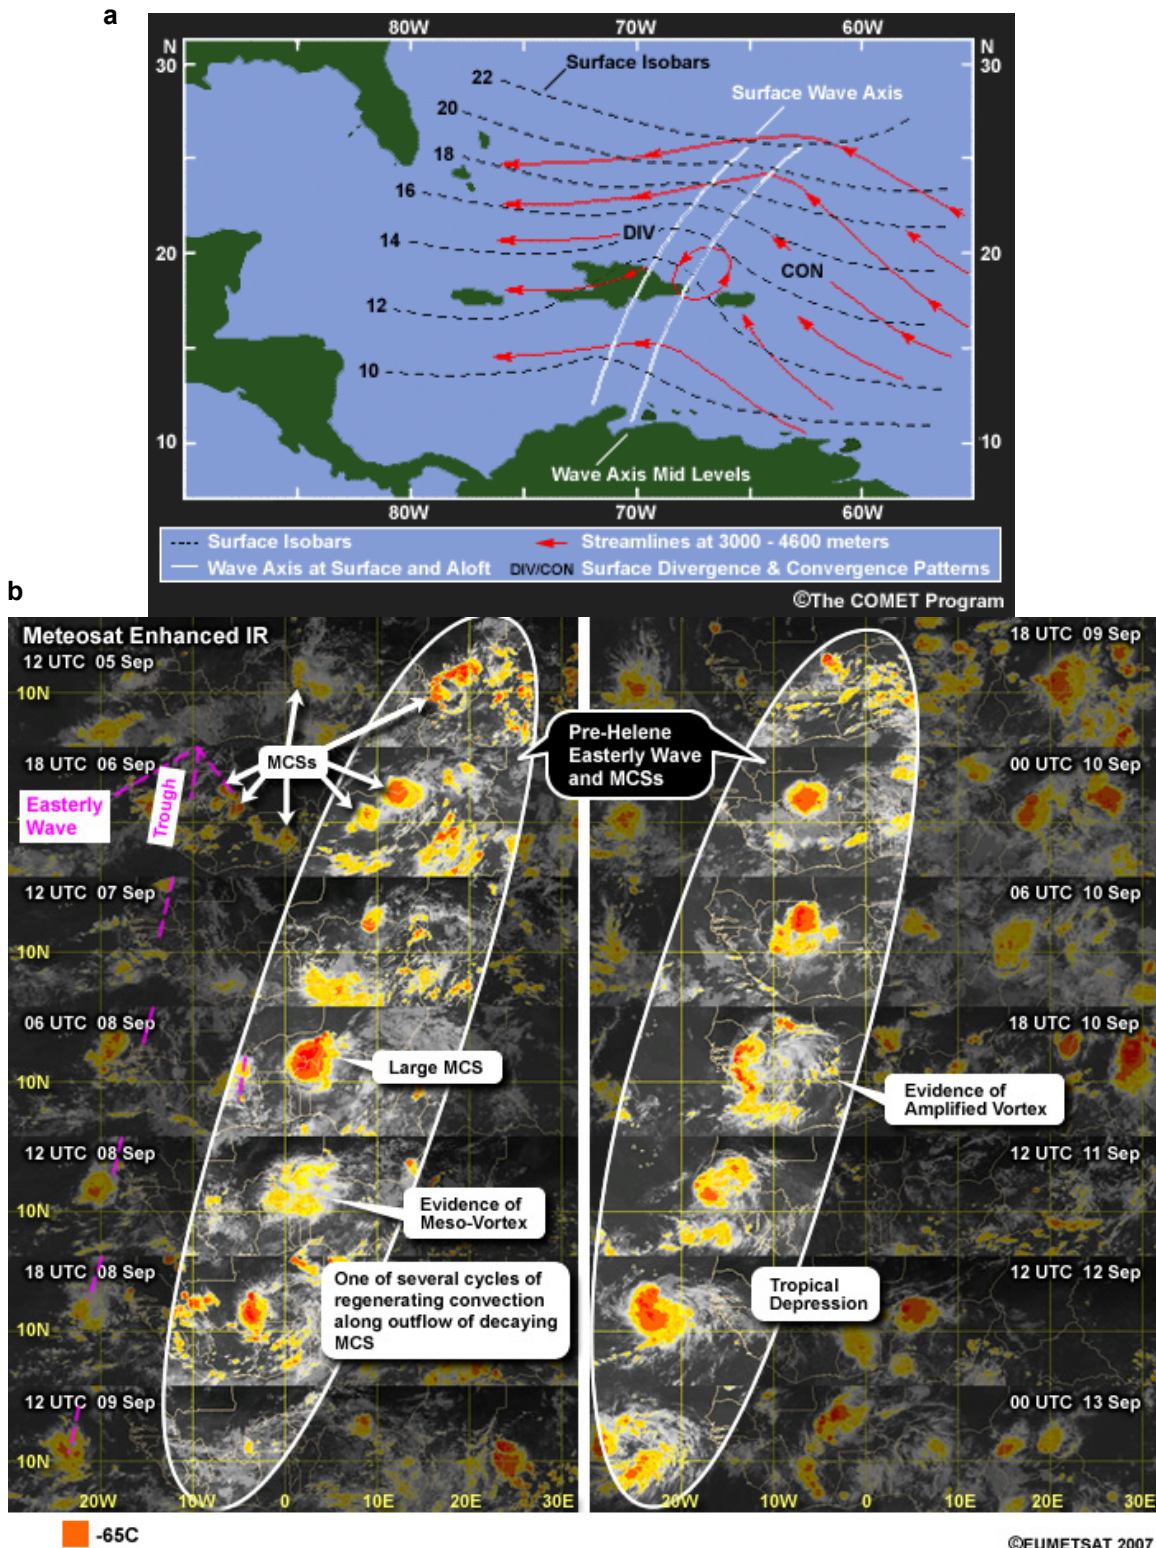 a
80W 70W 60W
N N
30 30
22
Surface Isobars
Surface Wave Axis
20
18
16
14
DIV
20 20
CON
12
10
10 10
Wave Axis Mid Levels
80W 70W 60W
Surface Isobars
Streamlines at 3000 - 4600 meters
Wave Axis at Surface and Aloft
DIV/CON Surface Divergence & Convergence Patterns
©The COMET Program
b
Meteosat Enhanced IR
12 UTC 05 Sep
10N
18 UTC 06 Sep
MCSs
Easterly
Wave
Trough
12 UTC 07 Sep
10N
06 UTC 08 Sep
10N
Large MCS
12 UTC 08 Sep
10N
Evidence of
Meso-Vortex
18 UTC 08 Sep
10N
One of several cycles of
regenerating convection
along outflow of decaying
MCS
12 UTC 09 Sep
10N
20W 10W 0 10E 20E 30E
Pre-Helene
Easterly Wave
and MCSs
18 UTC 09 Sep
00 UTC 10 Sep
06 UTC 10 Sep
18 UTC 10 Sep
Evidence of
Amplified Vortex
12 UTC 11 Sep
12 UTC 12 Sep
Tropical
Depression
00 UTC 13 Sep
20W 10W 0 10E 20E 30E
-65C
©EUMETSAT 2007